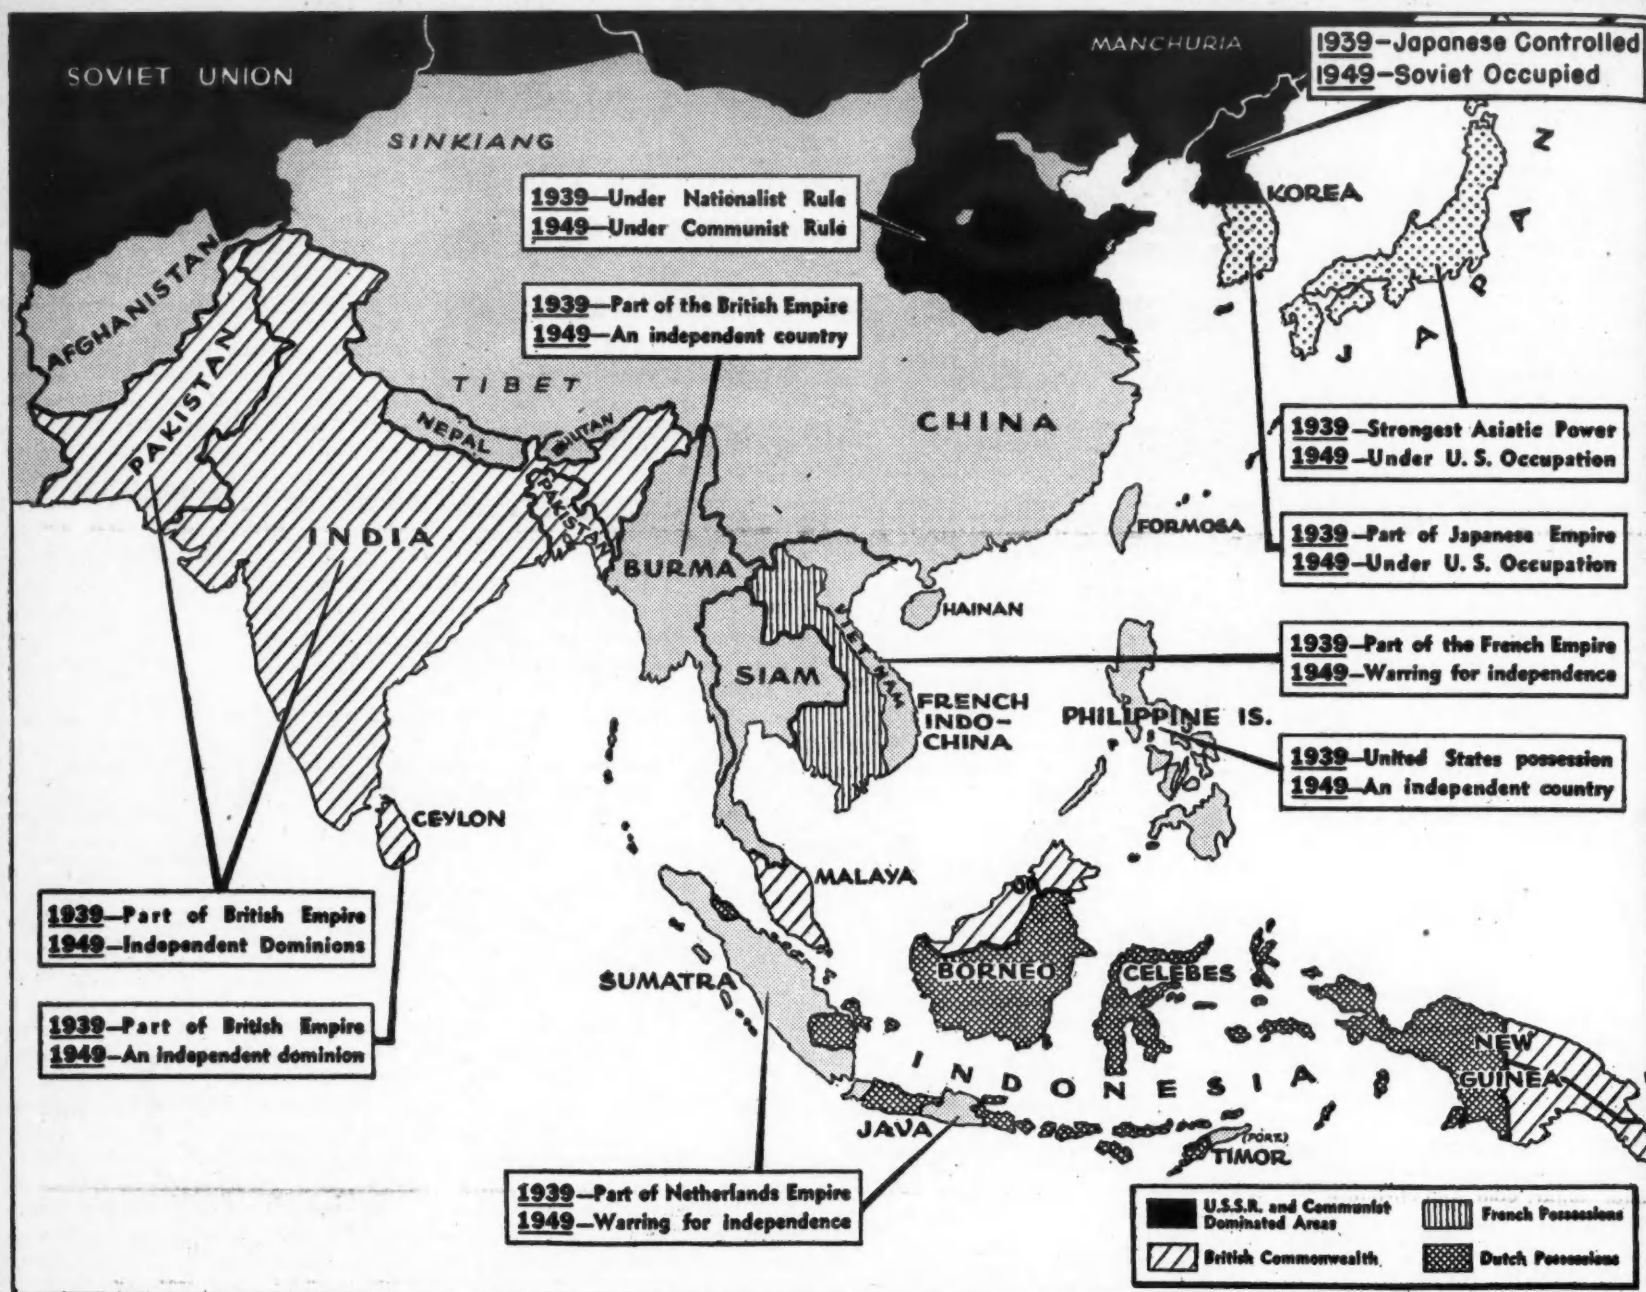 SOVIET UNION
MANCHURIA
1939–Japanese Controlled
1949–Soviet Occupied
SINKIANG
1939—Under Nationalist Rule
1949—Under Communist Rule
KOREA
JAPAN
AFGHANISTAN
1939—Part of the British Empire
1949—An independent country
PAKISTAN
TIBET
NEPAL
BHUTAN
CHINA
1939—Strongest Asiatic Power
1949—Under U. S. Occupation
PAKISTAN
INDIA
FORMOSA
1939—Part of Japanese Empire
1949—Under U. S. Occupation
BURMA
HAINAN
VIET NAM
1939—Part of the French Empire
1949—Warring for independence
SIAM
FRENCH
INDO-
CHINA
PHILIPPINE IS.
1939—United States possession
1949—An independent country
CEYLON
MALAYA
1939—Part of British Empire
1949—Independent Dominions
SUMATRA
BORNEO
CELEBES
1939—Part of British Empire
1949—An independent dominion
INDONESIA
NEW
GUINEA
JAVA
(PORT.)
TIMOR
1939—Part of Netherlands Empire
1949—Warring for independence
U.S.S.R. and Communist
Dominated Areas
French Possessions
British Commonwealth
Dutch Possessions